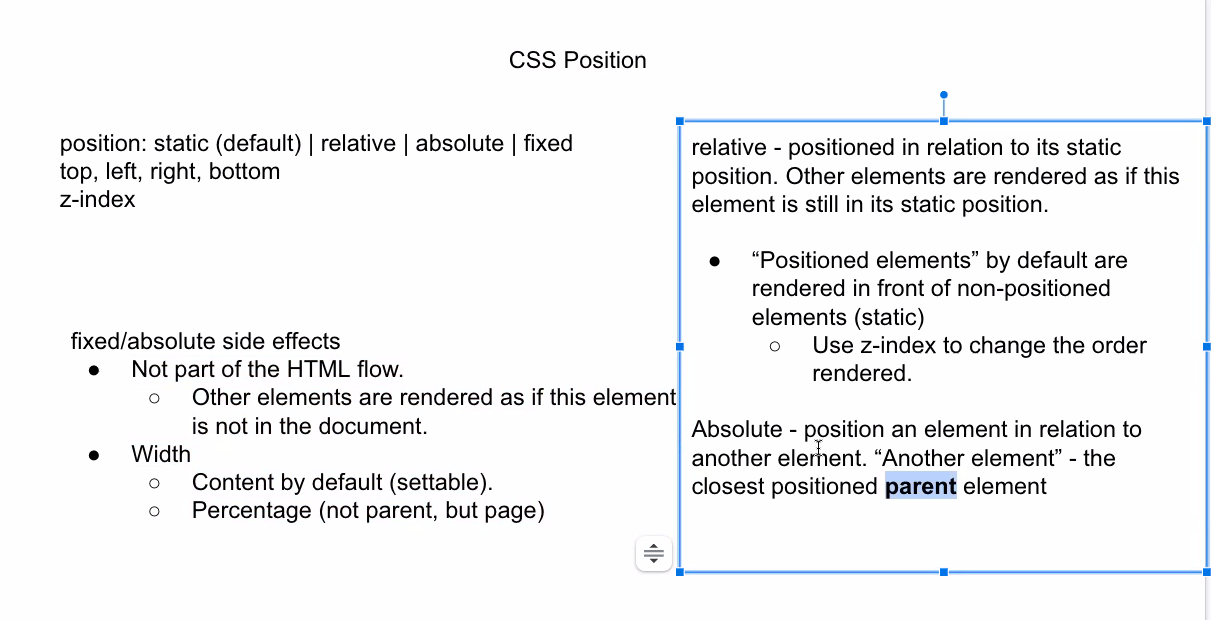 CSS Position
position: static (default) | relative | absolute | fixed
top, left, right, bottom
z-index
fixed/absolute side effects
● Not part of the HTML flow.
○ Other elements are rendered as if this element
is not in the document.
● Width
○ Content by default (settable).
○ Percentage (not parent, but page)
relative - positioned in relation to its static
position. Other elements are rendered as if this
element is still in its static position.
● “Positioned elements” by default are
rendered in front of non-positioned
elements (static)
○ Use z-index to change the order
rendered.
Absolute - position an element in relation to
another element. “Another element” - the
closest positioned parent element